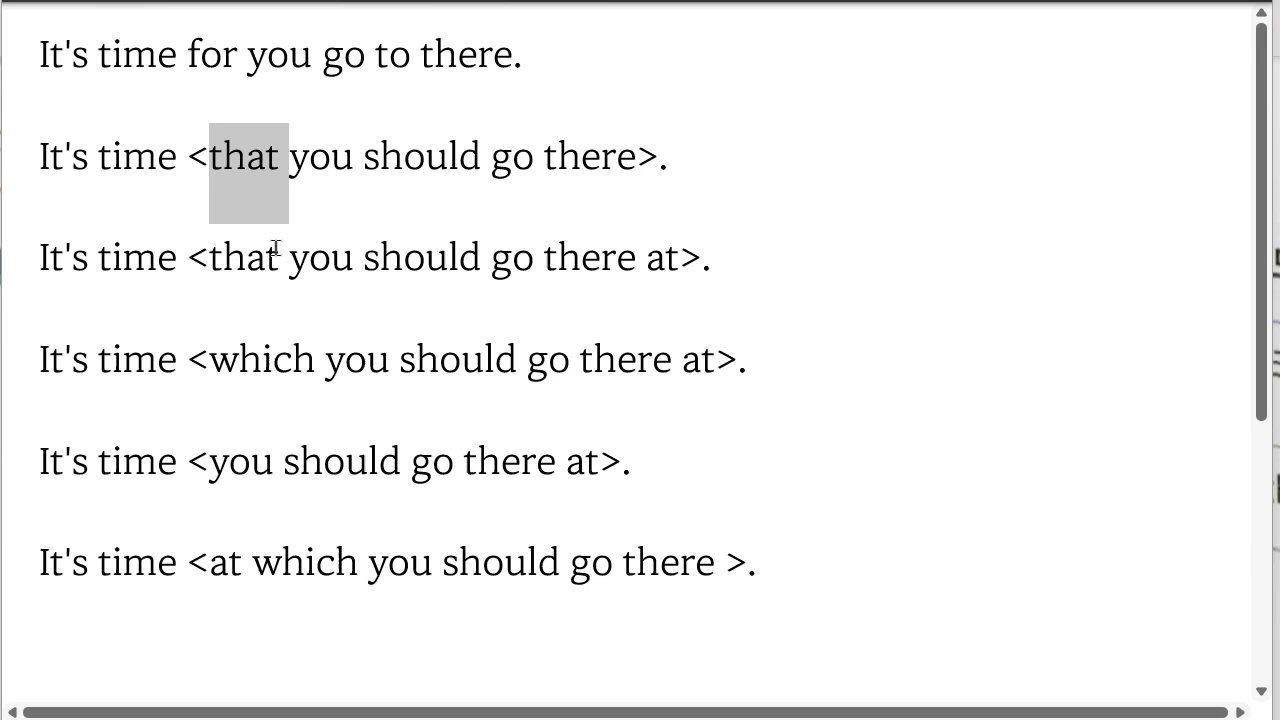 It's time for you go to there.
It's time <that you should go there>.
It's time <that you should go there at>.
It's time <which you should go there at>.
It's time <you should go there at>.
It's time <at which you should go there >.